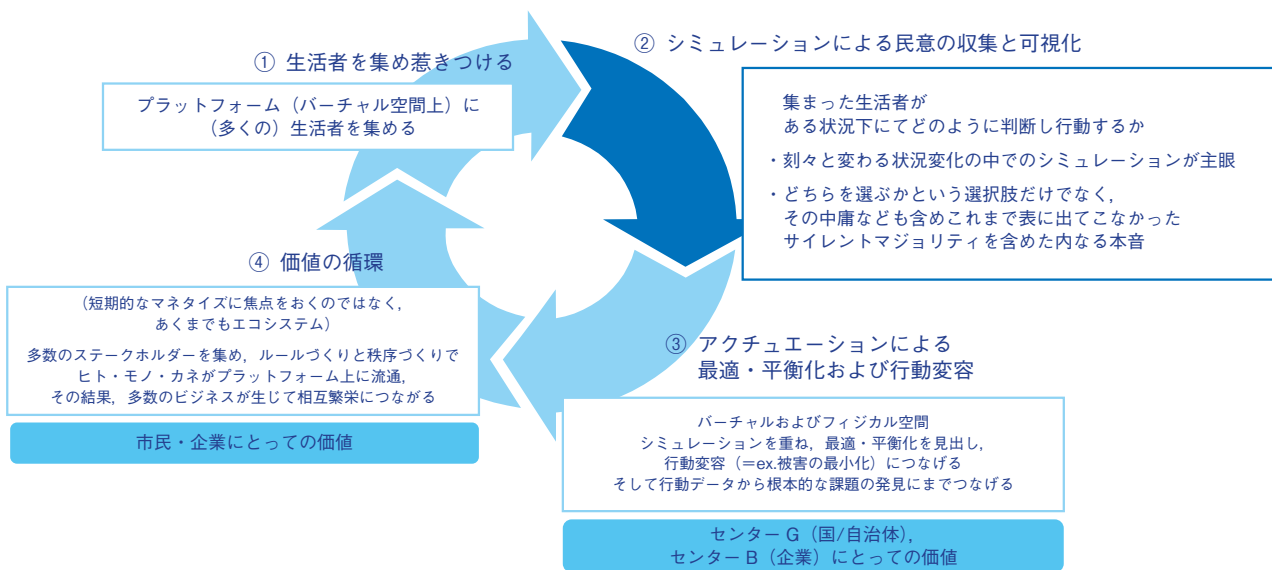 ① 生活者を集め惹きつける
プラットフォーム（バーチャル空間上）に
（多くの）生活者を集める
② シミュレーションによる民意の収集と可視化
集まった生活者が
ある状況下にてどのように判断し行動するか
・刻々と変わる状況変化の中でのシミュレーションが主眼
・どちらを選ぶかという選択肢だけでなく，
その中庸なども含めこれまで表に出てこなかった
サイレントマジョリティを含めた内なる本音
③ アクチュエーションによる
最適・平衡化および行動変容
バーチャルおよびフィジカル空間
シミュレーションを重ね，最適・平衡化を見出し，
行動変容（＝ex.被害の最小化）につなげる
そして行動データから根本的な課題の発見にまでつなげる
センター G（国/自治体），
センター B（企業）にとっての価値
④ 価値の循環
（短期的なマネタイズに焦点をおくのではなく，
あくまでもエコシステム）
多数のステークホルダーを集め，ルールづくりと秩序づくりで
ヒト・モノ・カネがプラットフォーム上に流通，
その結果，多数のビジネスが生じて相互繁栄につながる
市民・企業にとっての価値